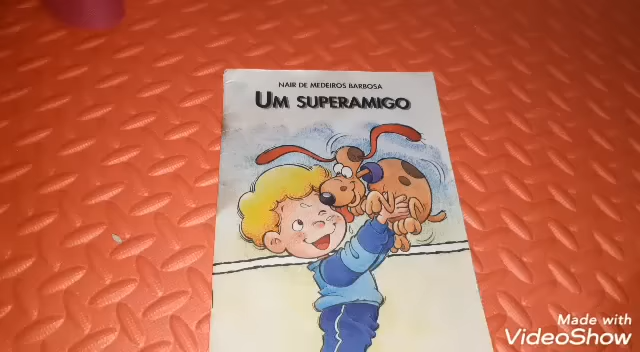 NAIR DE MEDEIROS BARBOSA
UM SUPERAMIGO
Made with
VideoShow